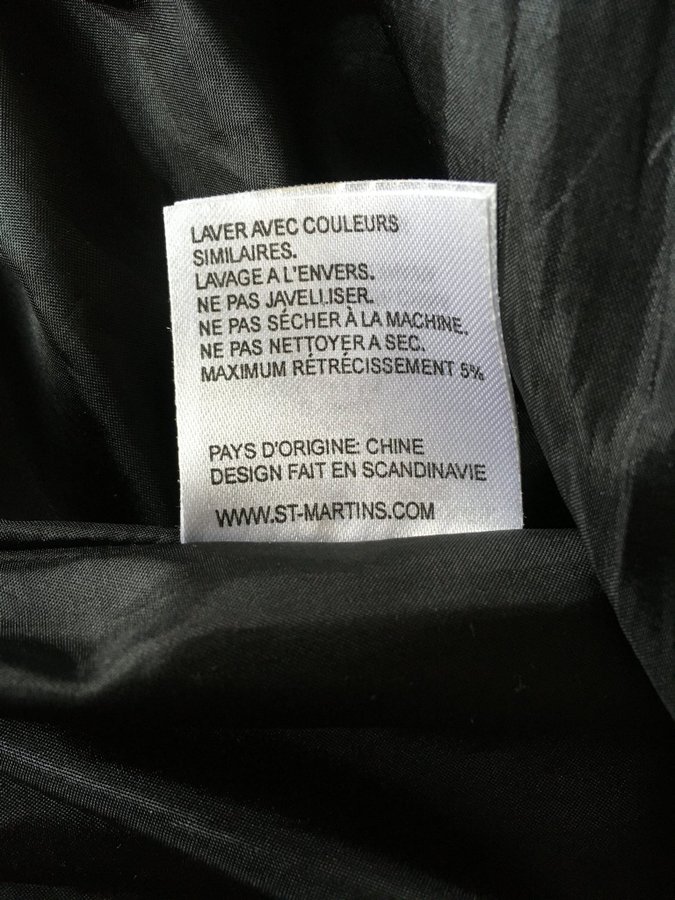 LAVER AVEC COULEURS
SIMILAIRES.
LAVAGE A L'ENVERS.
NE PAS JAVELLISER.
NE PAS SÉCHER À LA MACHINE.
NE PAS NETTOYER A SEC.
MAXIMUM RÉTRÉCISSEMENT 5%
PAYS D'ORIGINE: CHINE
DESIGN FAIT EN SCANDINAVIE
WWW.ST-MARTINS.COM